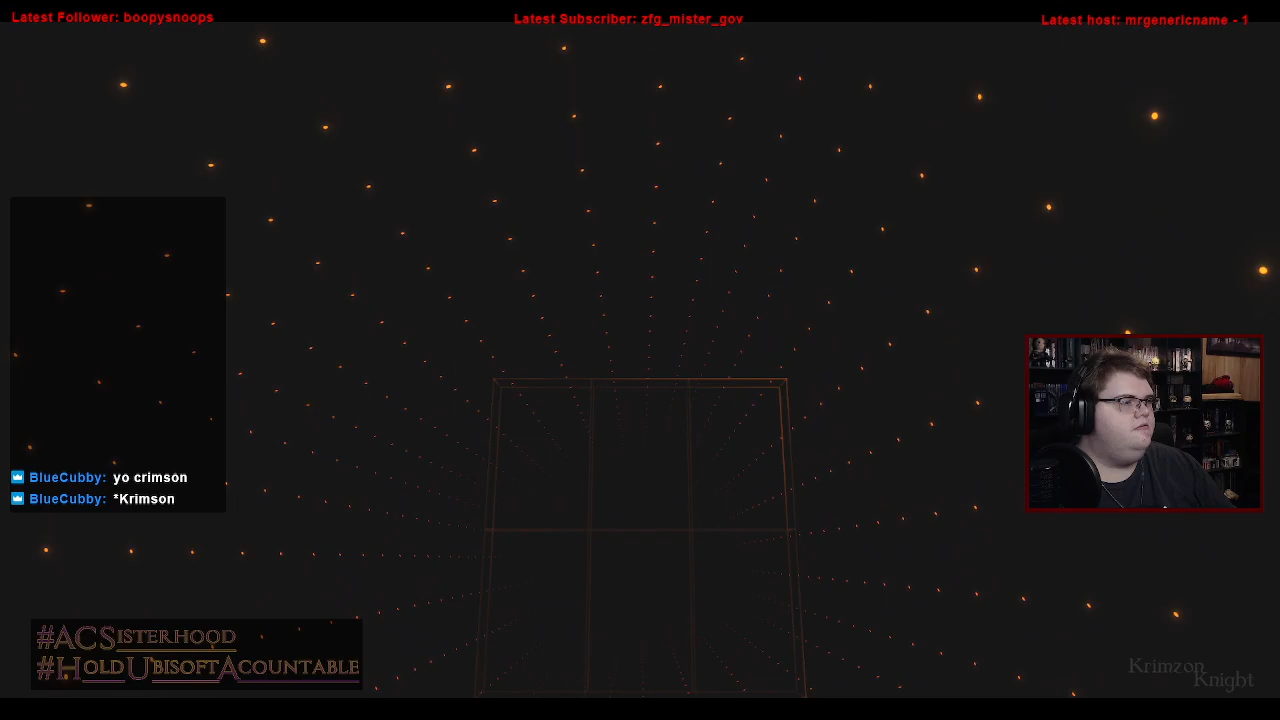 Latest Follower: boopysnoops
Latest Subscriber: zfg_mister_gov
Latest host: mrgenericname - 1
BlueCubby: yo crimson
BlueCubby: *Krimson
#ACSisterhood
#HoldUbisoftAcountable
Krimzon
Knight